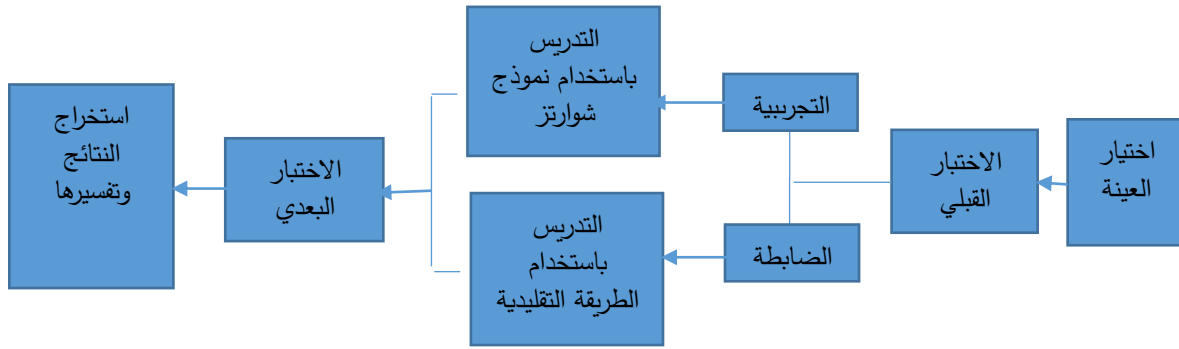 اختيار
العينة
الاختبار
القبلي
التجريبية
الضابطة
التدريس
باستخدام نموذج
شوارتز
التدريس
باستخدام
الطريقة التقليدية
الاختبار
البعدي
استخراج
النتائج
وتفسيرها